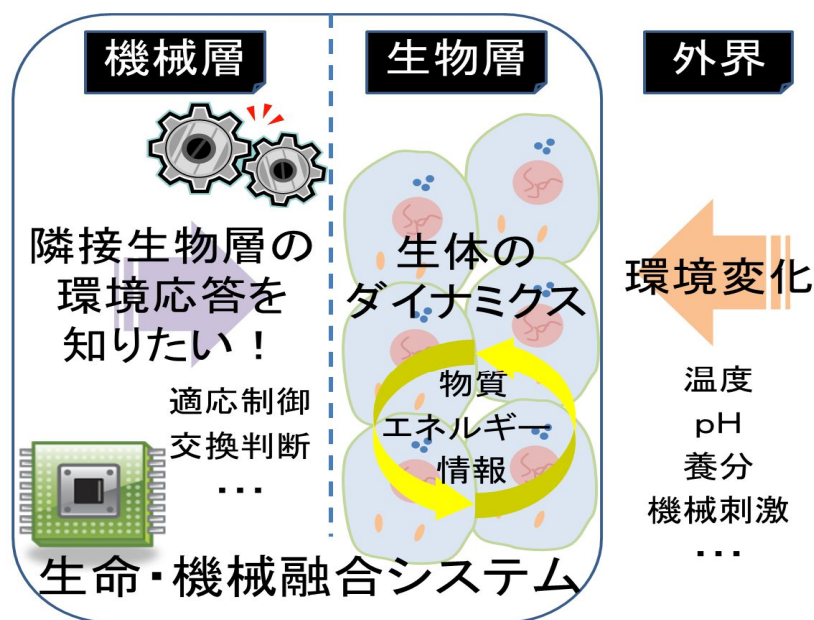 機械層
生物層
外界
隣接生物層の
環境応答を
知りたい！
適応制御
交換判断
・・・
生体の
ダイナミクス
物質
エネルギー
情報
環境変化
温度
pH
養分
機械刺激
・・・
生命・機械融合システム